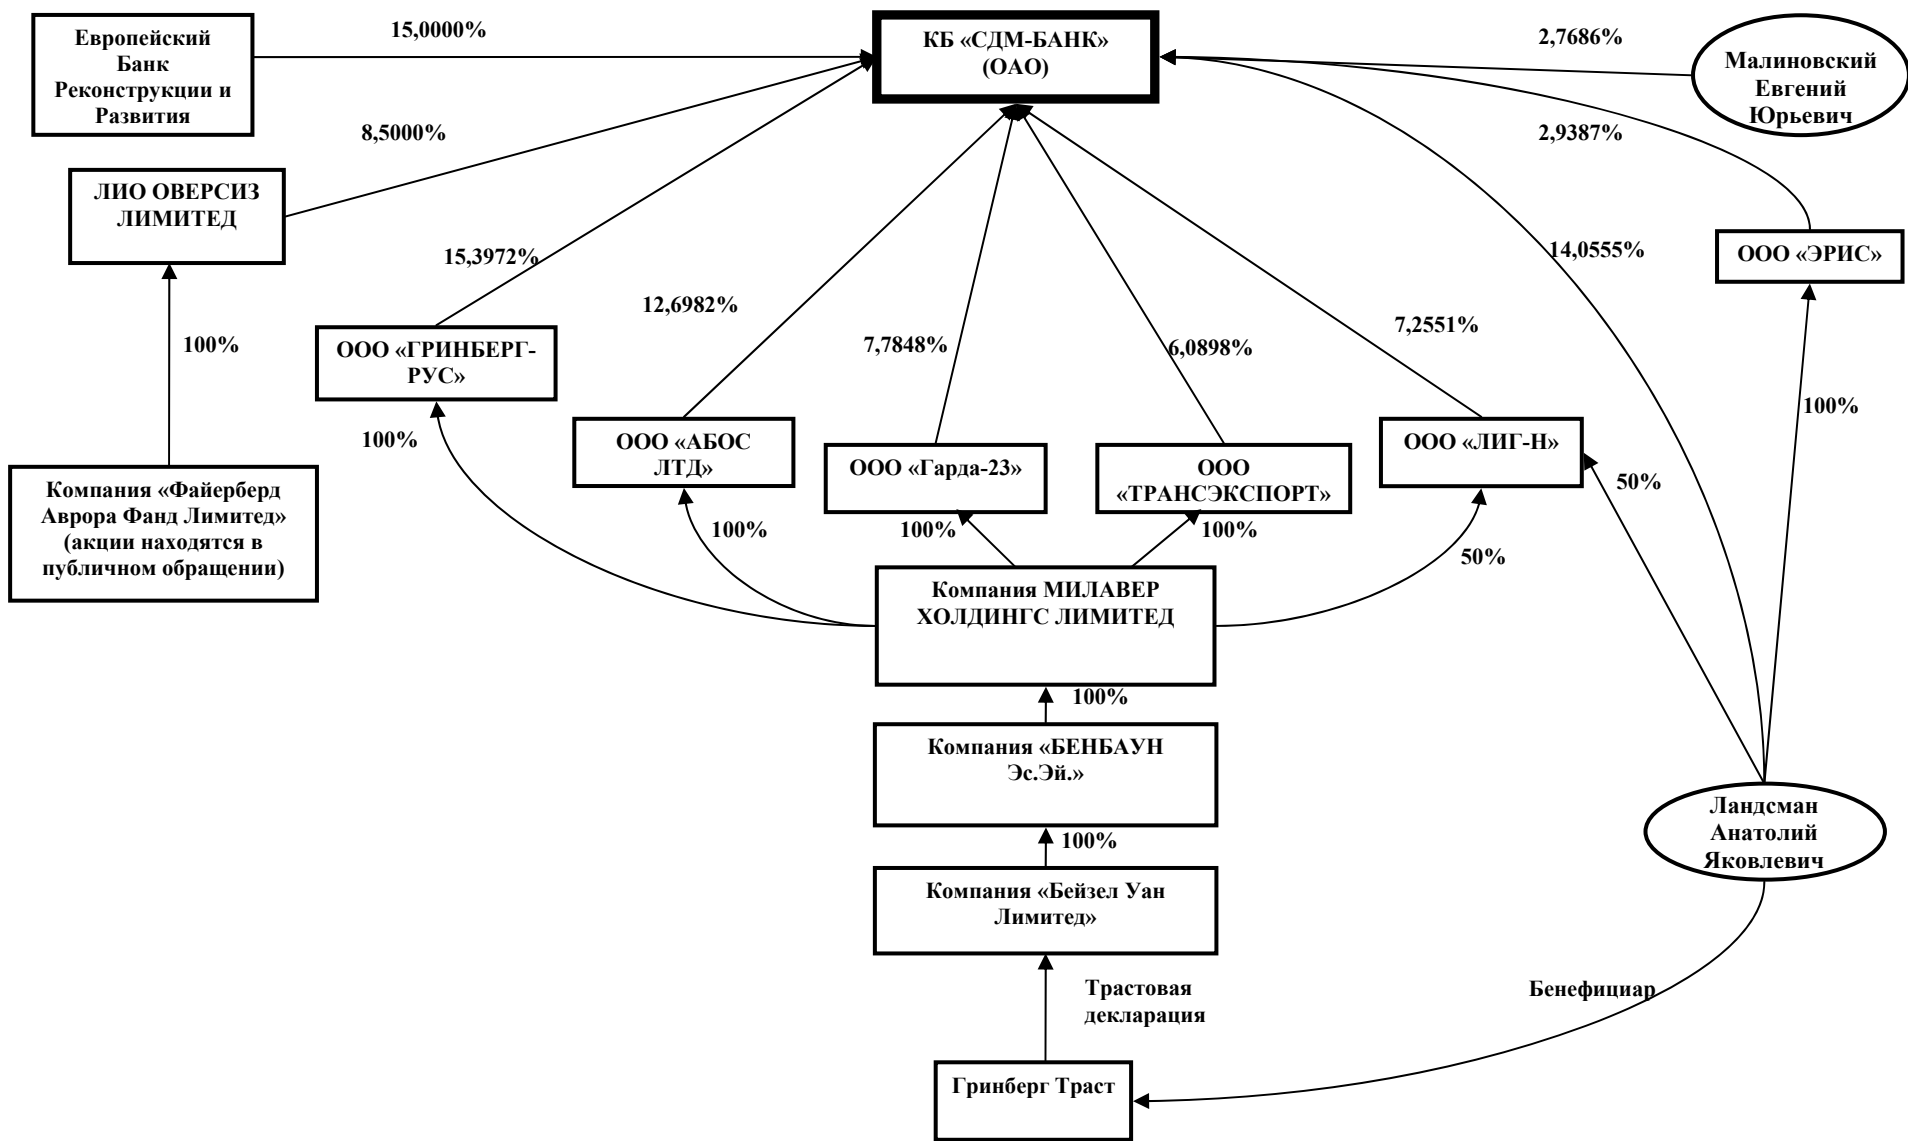 Европейский
Банк
Реконструкции и
Развития
15,0000%
КБ «СДМ-БАНК»
(ОАО)
2,7686%
Малиновский
Евгений
Юрьевич
8,5000%
2,9387%
ЛИО ОВЕРСИЗ
ЛИМИТЕД
15,3972%
14,0555%
ООО «ЭРИС»
12,6982%
7,2551%
100%
ООО «ГРИНБЕРГ-
РУС»
7,7848%
6,0898%
100%
100%
ООО «АБОС
ЛТД»
ООО «Гарда-23»
ООО
«ТРАНСЭКСПОРТ»
ООО «ЛИГ-Н»
50%
Компания «Файерберд
Аврора Фанд Лимитед»
(акции находятся в
публичном обращении)
100%
100%
100%
50%
Компания МИЛАВЕР
ХОЛДИНГС ЛИМИТЕД
100%
Компания «БЕНБАУН
Эс.Эй.»
Ландсман
Анатолий
Яковлевич
100%
Компания «Бейзел Уан
Лимитед»
Трастовая
декларация
Бенефициар
Гринберг Траст